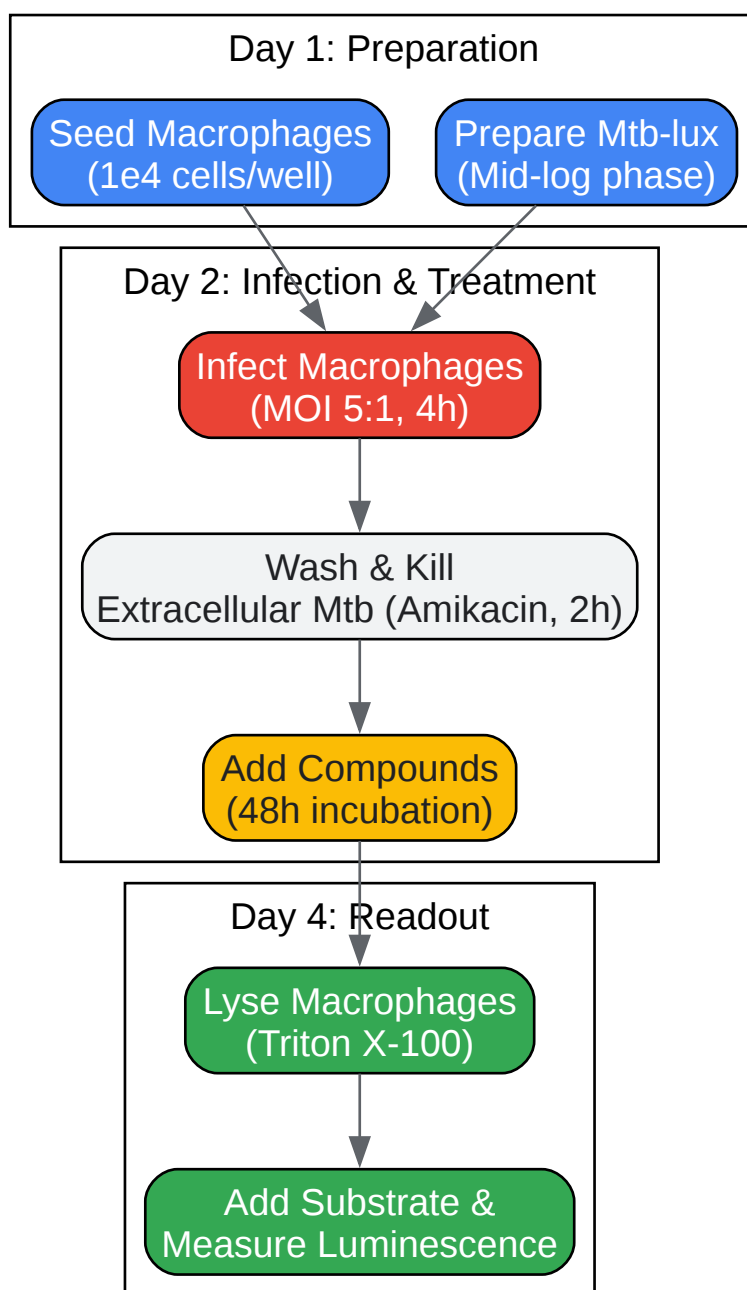 Day 1: Preparation
Seed Macrophages
(1e4 cells/well)
Prepare Mtb-lux
(Mid-log phase)
Day 2: Infection & Treatment
Infect Macrophages
(MOI 5:1, 4h)
Wash & Kill
Extracellular Mtb (Amikacin, 2h)
Add Compounds
(48h incubation)
Day 4: Readout
Lyse Macrophages
(Triton X-100)
Add Substrate &
Measure Luminescence